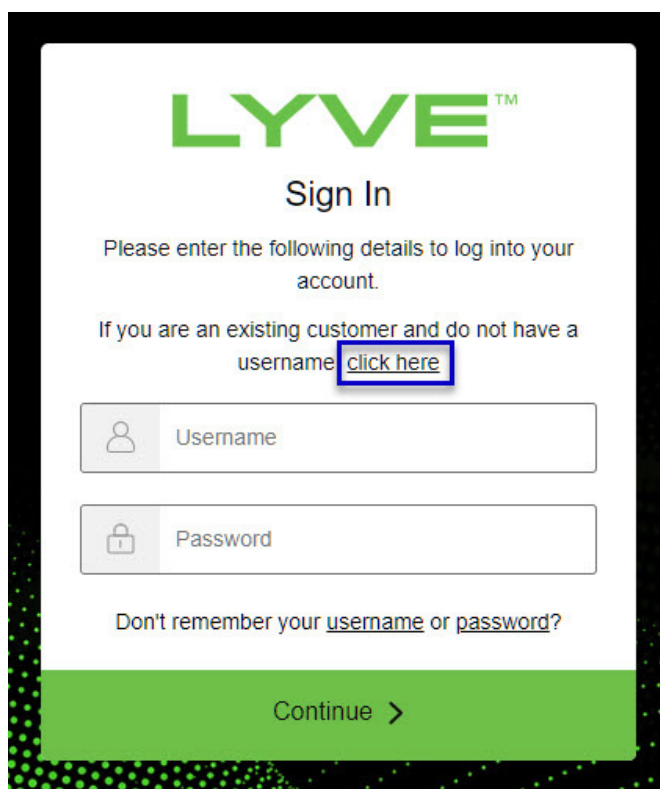 LYVE™
Sign In
Please enter the following details to log into your
account.
If you are an existing customer and do not have a
username click here
Username
Password
Don't remember your username or password?
Continue